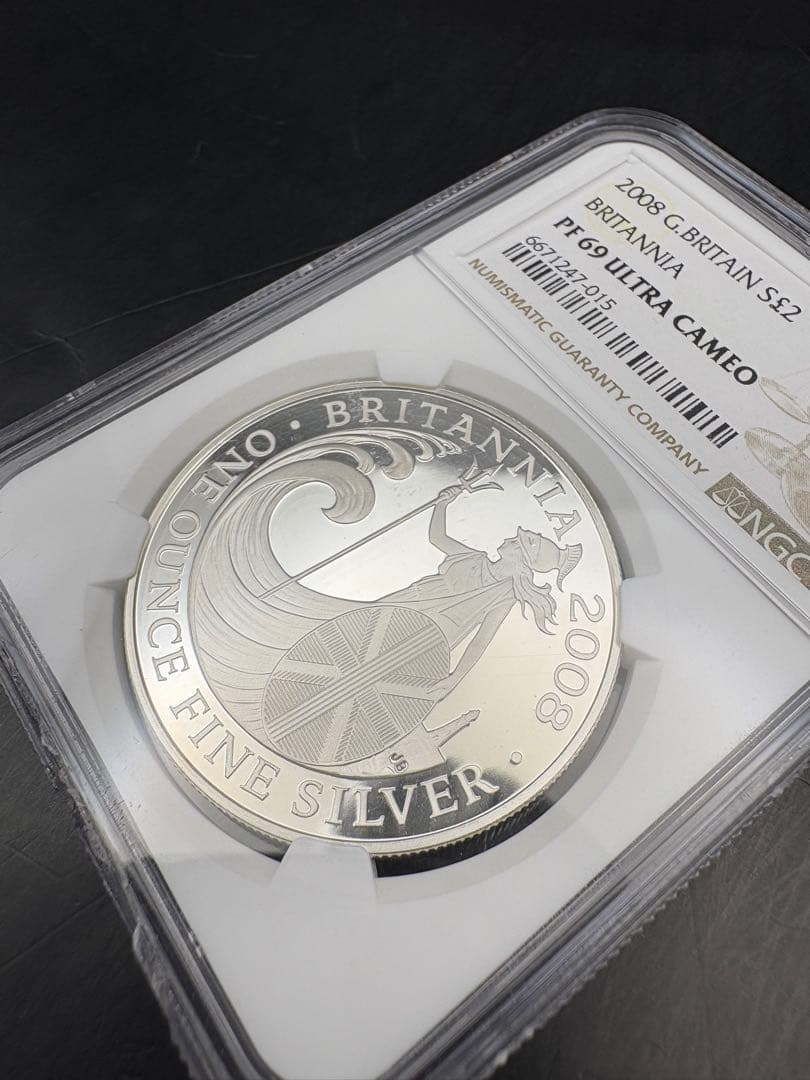 2008 G.BRITAIN S£2
BRITANNIA
PF 69 ULTRA CAMEO
6671247-015
NUMISMATIC GUARANTY COMPANY
NGC
ONE OUNCE FINE SILVER · BRITANNIA 2008 ·
JB